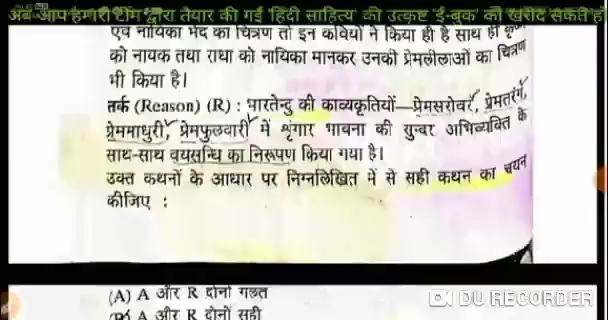 अब आप हमारी टीम द्वारा तैयार की गई 'हिंदी साहित्य' की उत्कृष्ट 'ई-बुक' को खरीद सकते हो
एवं नायिका भेद का चित्रण तो इन कवियों ने किया ही है साथ ही कृष्ण
को नायक तथा राधा को नायिका मानकर उनकी प्रेमलीलाओं का चित्रण
भी किया है।
तर्क (Reason) (R) : भारतेन्दु की काव्यकृतियों—प्रेमसरोवर, प्रेमतरंग,
प्रेममाधुरी, प्रेमफुलवारी में शृंगार भावना की सुन्दर अभिव्यक्ति के
साथ-साथ वयसन्धि का निरूपण किया गया है।
उक्त कथनों के आधार पर निम्नलिखित में से सही कथन का चयन
कीजिए :
(A) A और R दोनों गलत
(B) A और R दोनों सही
DU RECORDER